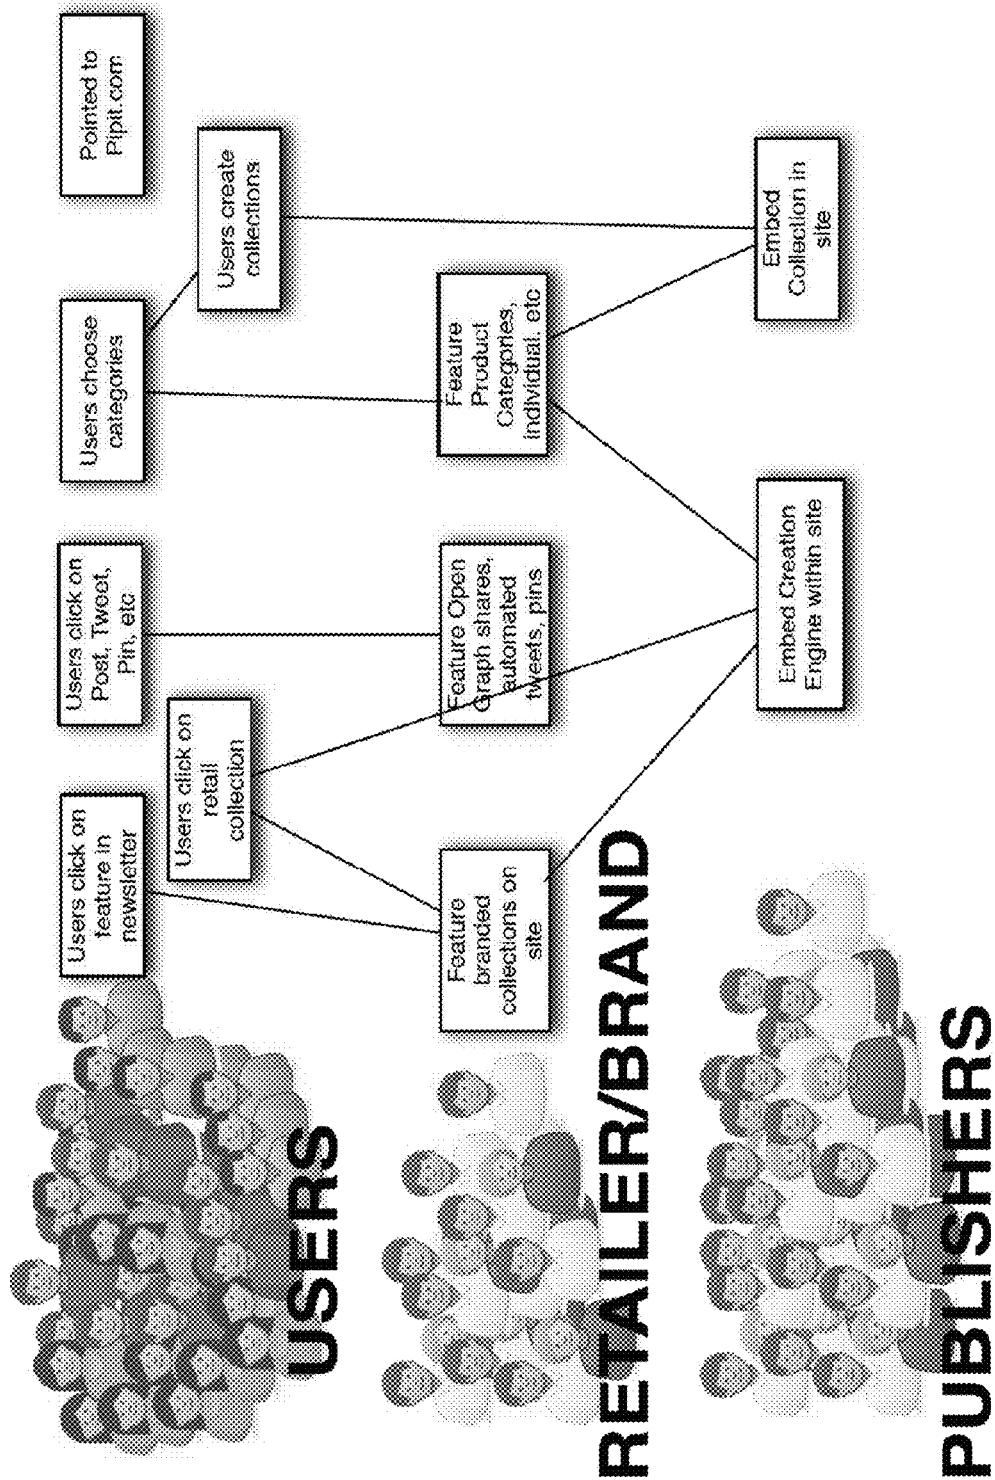 USERS
Users click on
feature in
newsletter
Users click on
retail
collection
Users click on
Post, Tweet,
Pin, etc
Users choose
categories
Users create
collections
Pointed to
Pipit.com
RETAILER/BRAND
Feature
branded
collections on
site
Feature Open
Graph shares,
automated
tweets, pins
Feature
Product
Categories,
individual. etc
PUBLISHERS
Embed Creation
Engine within site
Embed
Collection in
site